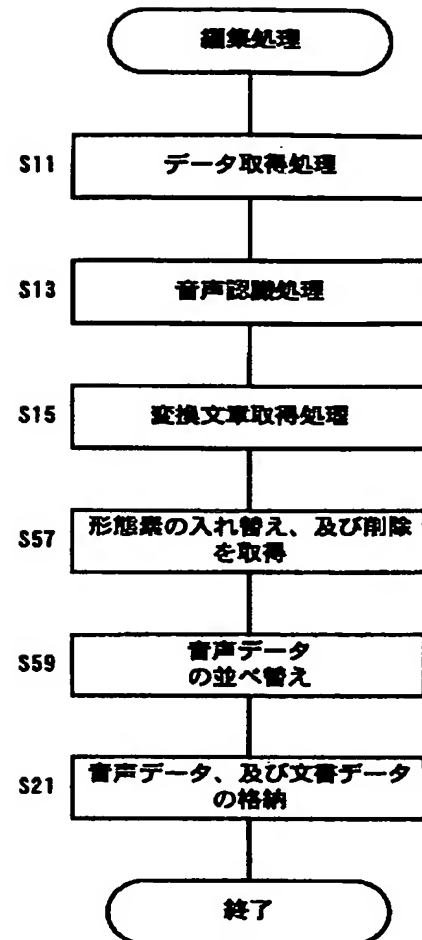 編集処理
S11 データ取得処理
S13 音声認識処理
S15 変換文章取得処理
S57 形態素の入れ替え、及び削除
を取得
S59 音声データ
の並べ替え
S21 音声データ、及び文書データ
の格納
終了